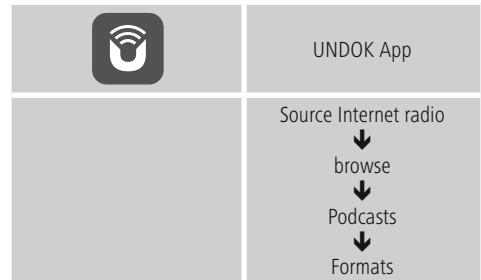 UNDOK App
Source Internet radio
🡻
browse
🡻
Podcasts
🡻
Formats